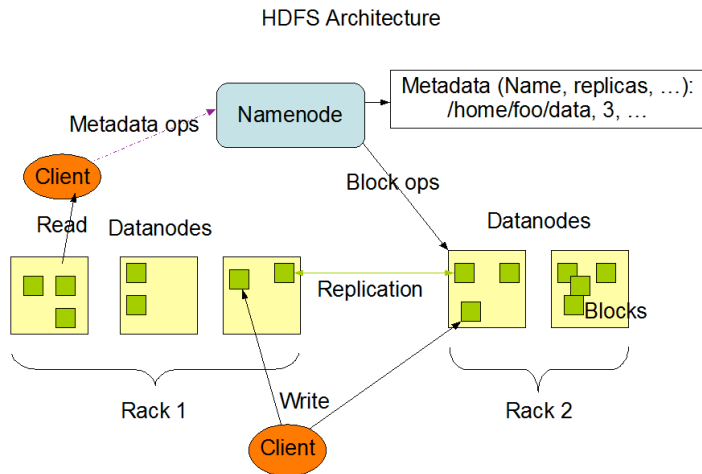 HDFS Architecture
Metadata (Name, replicas, …):
/home/foo/data, 3, …
Namenode
Metadata ops
Client
Block ops
Read
Datanodes
Datanodes
Replication
Blocks
Rack 1
Write
Rack 2
Client